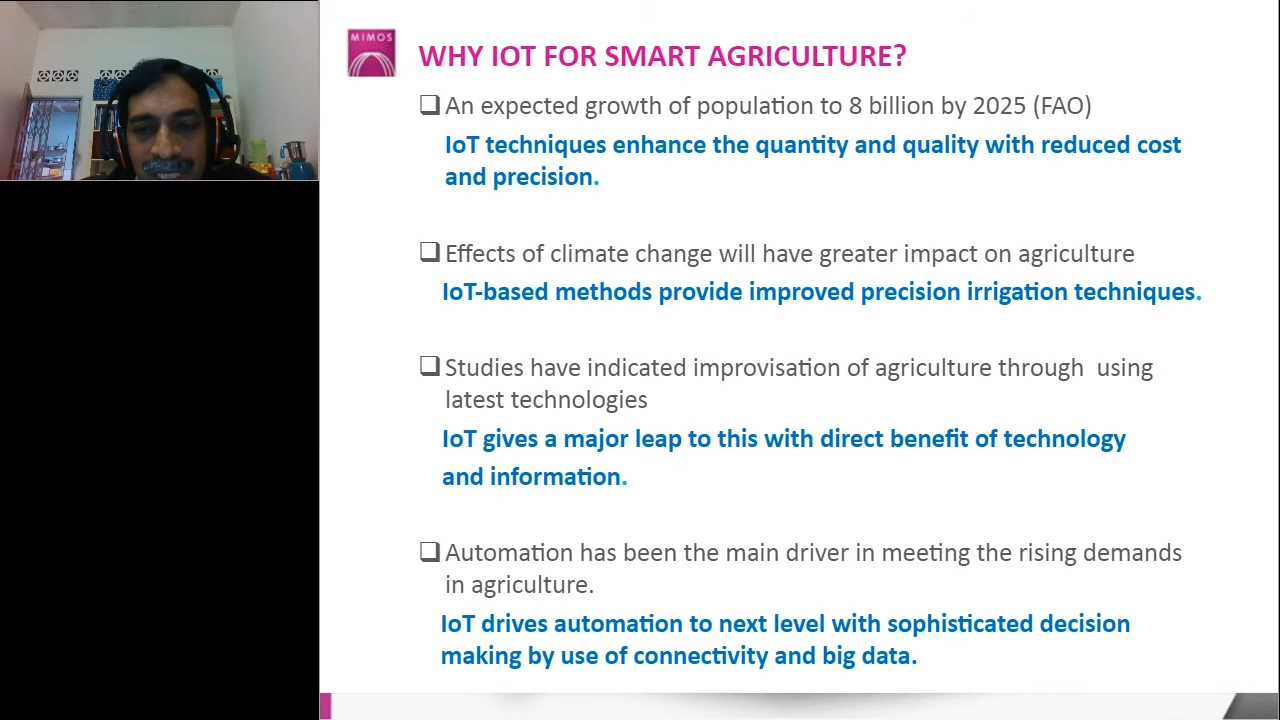 MIMOS
WHY IOT FOR SMART AGRICULTURE?
An expected growth of population to 8 billion by 2025 (FAO)
IoT techniques enhance the quantity and quality with reduced cost
and precision.
Effects of climate change will have greater impact on agriculture
IoT-based methods provide improved precision irrigation techniques.
Studies have indicated improvisation of agriculture through  using
latest technologies
IoT gives a major leap to this with direct benefit of technology
and information.
Automation has been the main driver in meeting the rising demands
in agriculture.
IoT drives automation to next level with sophisticated decision
making by use of connectivity and big data.